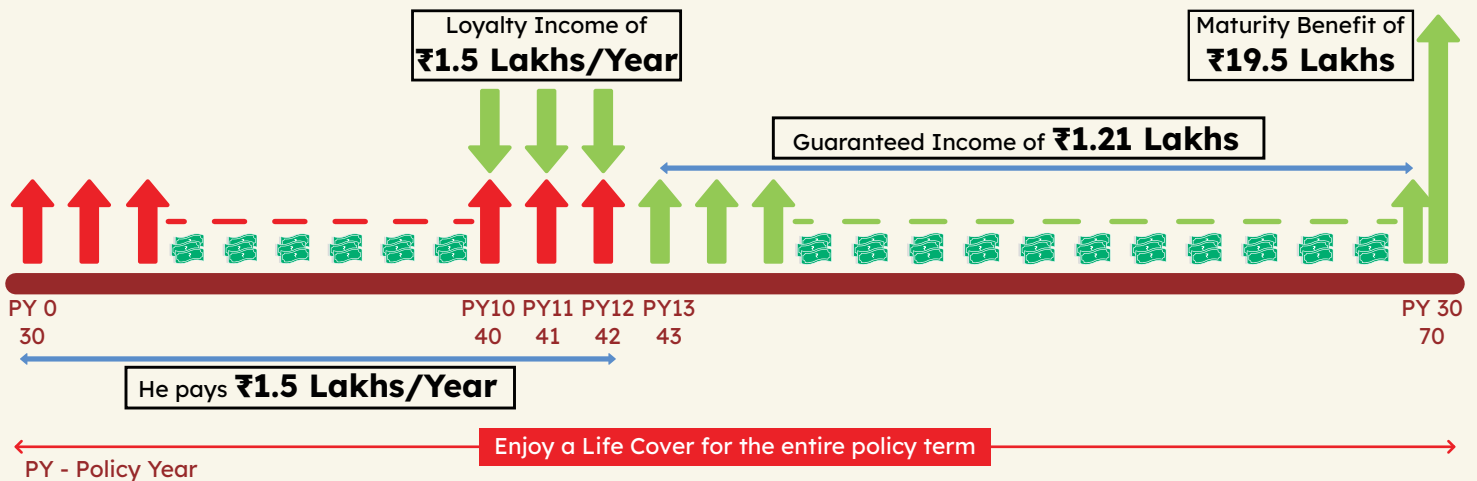 Loyalty Income of
₹1.5 Lakhs/Year
Maturity Benefit of
₹19.5 Lakhs
Guaranteed Income of ₹1.21 Lakhs
PY 0
30
PY10
40
PY11
41
PY12
42
PY13
43
PY 30
70
He pays ₹1.5 Lakhs/Year
Enjoy a Life Cover for the entire policy term
PY - Policy Year